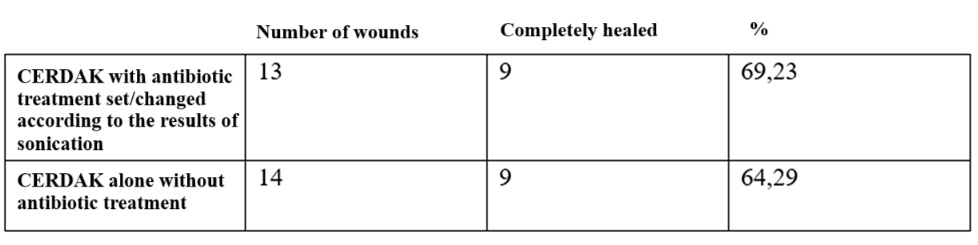 Number of wounds Completely healed %
CERDAK with antibiotic 13 9 69,23
treatment set/changed
according to the results of
sonication
CERDAK alone without 14 9 64,29
antibiotic treatment